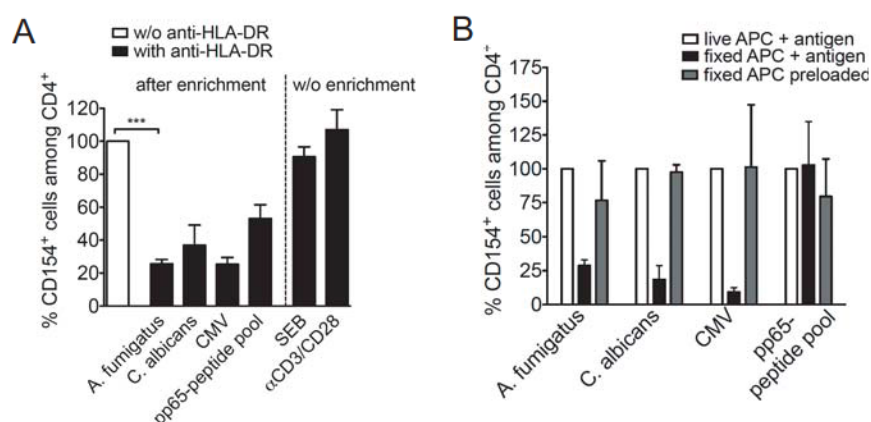 A
w/o anti-HLA-DR
with anti-HLA-DR
after enrichment
w/o enrichment
% CD154⁺ cells among CD4⁺
120
100
80
60
40
20
0
***
A. fumigatus
C. albicans
CMV
pp65-peptide pool
SEB
αCD3/CD28
B
live APC + antigen
fixed APC + antigen
fixed APC preloaded
% CD154⁺ cells among CD4⁺
175
150
125
100
75
50
25
0
A. fumigatus
C. albicans
CMV
pp65-
peptide pool